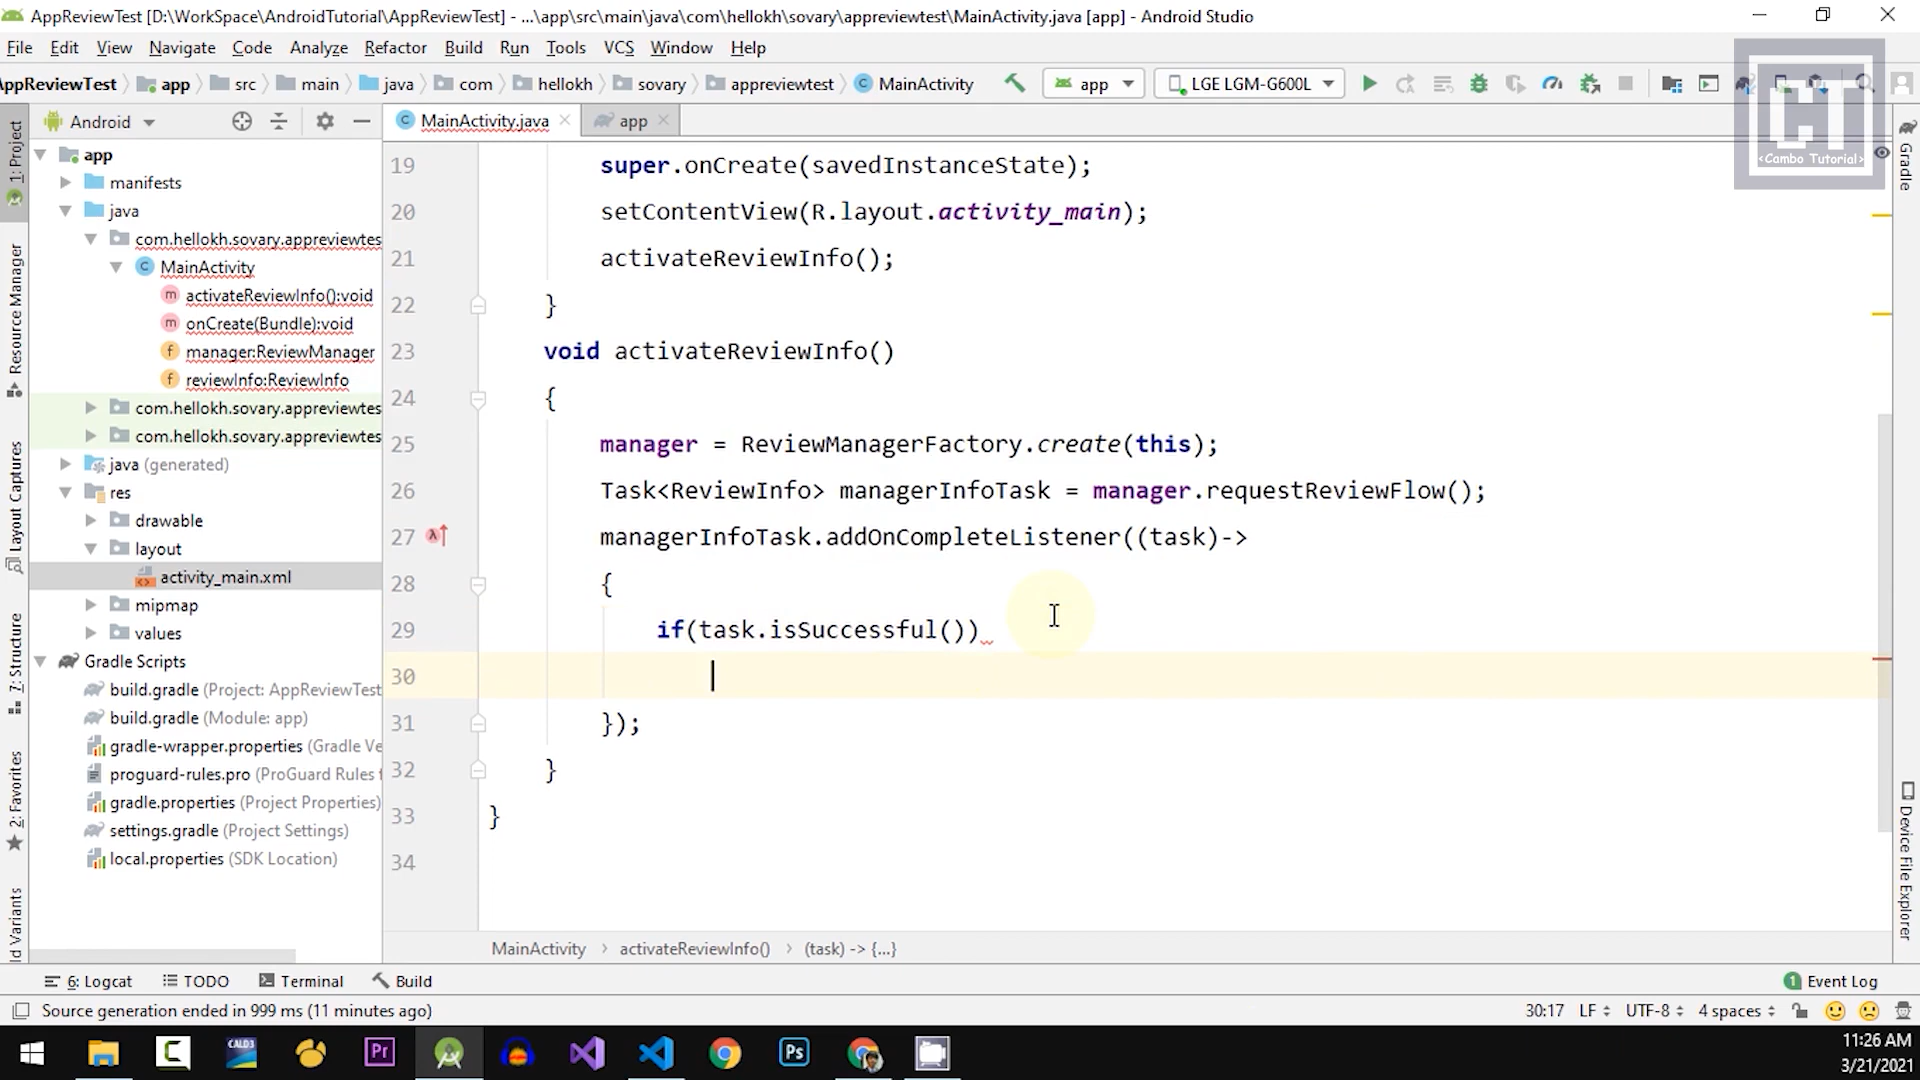 AppReviewTest [D:\WorkSpace\AndroidTutorial\AppReviewTest] - ...\app\src\main\java\com\hellokh\sovary\appreviewtest\MainActivity.java [app] - Android Studio
File Edit View Navigate Code Analyze Refactor Build Run Tools VCS Window Help
AppReviewTest app src main java com hellokh sovary appreviewtest MainActivity app LGE LGM-G600L
CT
<Cambo Tutorial>
Android
MainActivity.java app
1: Project
Resource Manager
Layout Captures
7: Structure
2: Favorites
ld Variants
app
manifests
java
com.hellokh.sovary.appreviewtes
MainActivity
activateReviewInfo():void
onCreate(Bundle):void
manager:ReviewManager
reviewInfo:ReviewInfo
com.hellokh.sovary.appreviewtes
com.hellokh.sovary.appreviewtes
java (generated)
res
drawable
layout
activity_main.xml
mipmap
values
Gradle Scripts
build.gradle (Project: AppReviewTest
build.gradle (Module: app)
gradle-wrapper.properties (Gradle Ve
proguard-rules.pro (ProGuard Rules f
gradle.properties (Project Properties)
settings.gradle (Project Settings)
local.properties (SDK Location)
19 super.onCreate(savedInstanceState);
20 setContentView(R.layout.activity_main);
21 activateReviewInfo();
22 }
23 void activateReviewInfo()
24 {
25 manager = ReviewManagerFactory.create(this);
26 Task<ReviewInfo> managerInfoTask = manager.requestReviewFlow();
27 managerInfoTask.addOnCompleteListener((task)->
28 {
29 if(task.isSuccessful())
30
31 });
32 }
33 }
34
Gradle
Device File Explorer
MainActivity > activateReviewInfo() > (task) -> {...}
6: Logcat TODO Terminal Build 1 Event Log
Source generation ended in 999 ms (11 minutes ago) 30:17 LF UTF-8 4 spaces
C CALD3 Pr Ps
11:26 AM
3/21/2021